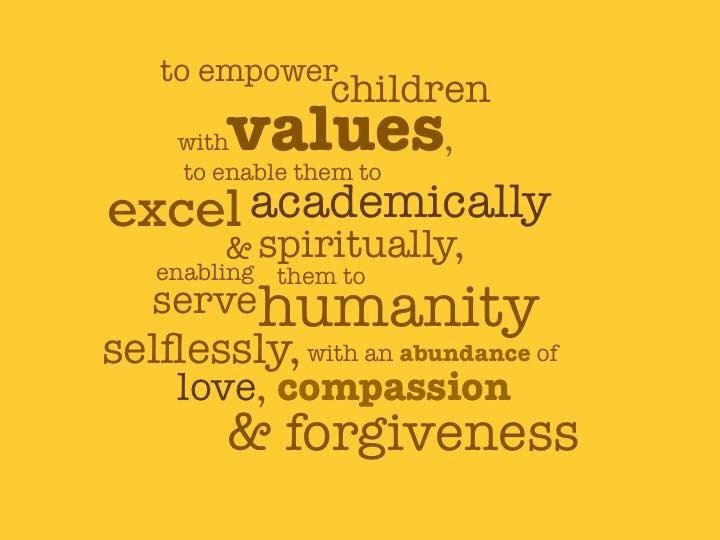 to empower children
with values,
to enable them to
excel academically
& spiritually,
enabling them to
serve humanity
selflessly, with an abundance of
love, compassion
& forgiveness